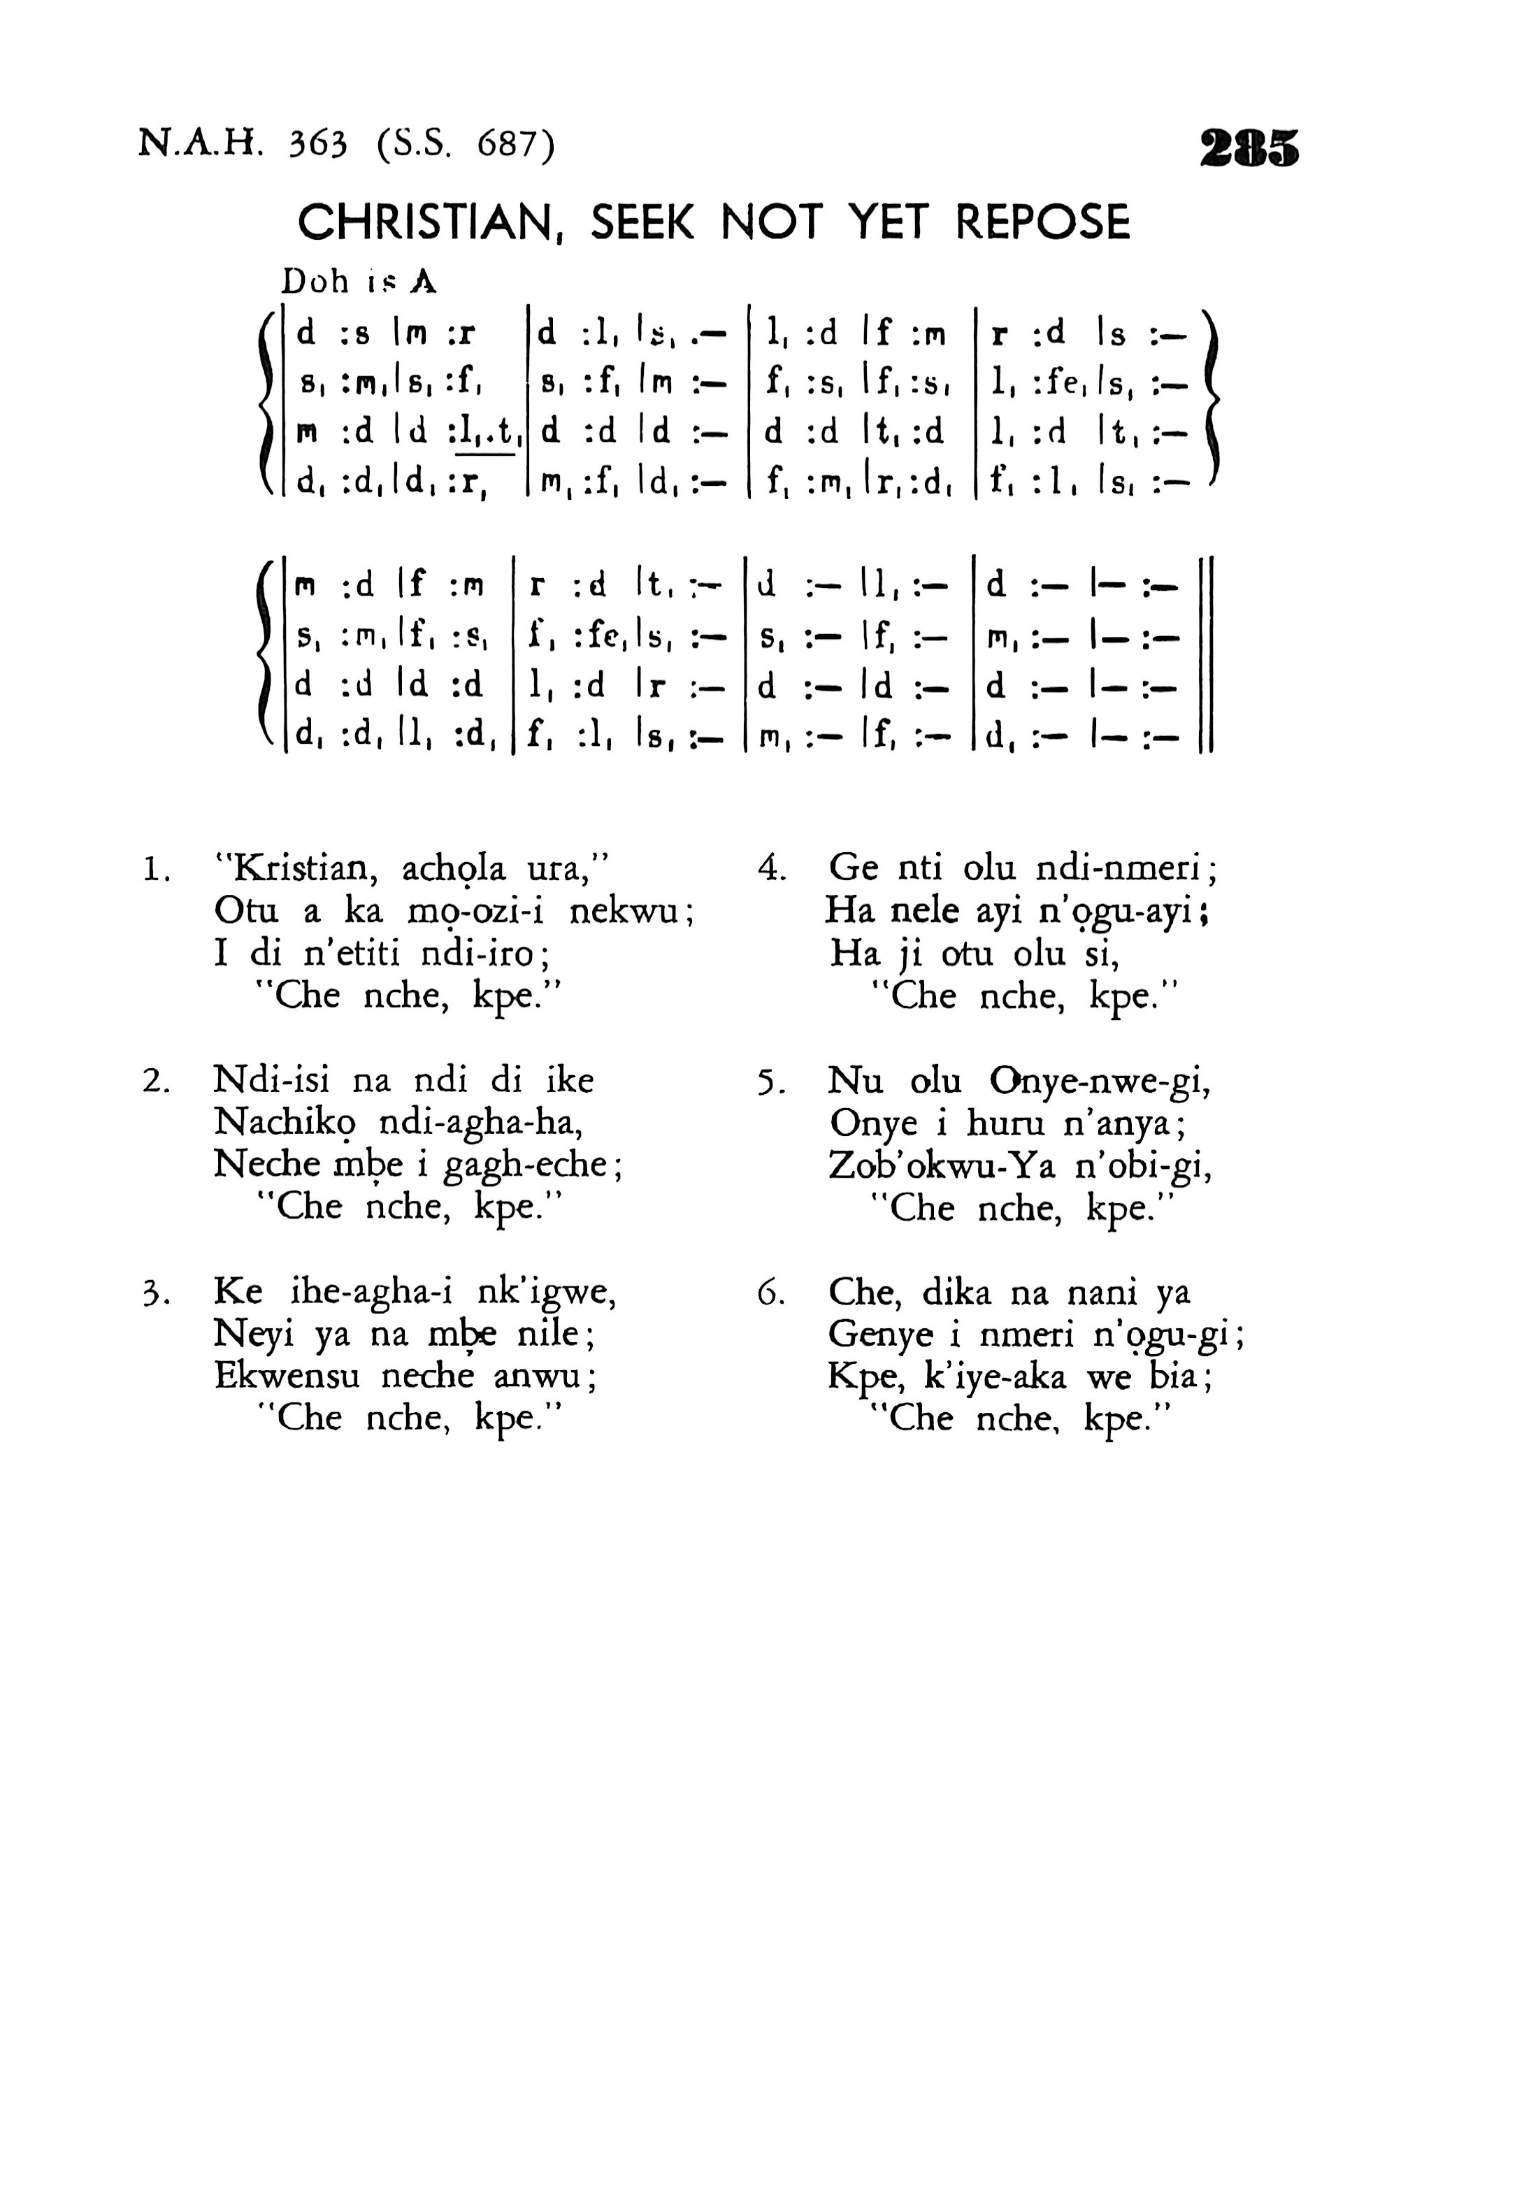 N.A.H. 363 (S.S. 687)
285
CHRISTIAN, SEEK NOT YET REPOSE
Doh is A
d :s |m :r | d :l, |s, .— | l, :d |f :m | r :d |s :—
s, :m,|s, :f, | s, :f, |m :— | f, :s, |f, :s, | l, :fe,|s, :—
m :d |d :l,.t, | d :d |d :— | d :d |t, :d | l, :d |t, :—
d, :d,|d, :r, | m, :f, |d, :— | f, :m, |r, :d, | f, :l, |s, :—
m :d |f :m | r :d |t, :— | d :— |l, :— | d :— |— :— ||
s, :m,|f, :s, | f, :fe,|s, :— | s, :— |f, :— | m, :— |— :— ||
d :d |d :d | l, :d |r :— | d :— |d :— | d :— |— :— ||
d, :d, |l, :d, | f, :l, |s, :— | m, :— |f, :— | d, :— |— :— ||
1. "Kristian, achọla ura,"
Otu a ka mọ-ozi-i nekwu;
I di n'etiti ndi-iro;
"Che nche, kpe."
2. Ndi-isi na ndi di ike
Nachikọ ndi-agha-ha,
Neche mḅe i gagh-eche;
"Che nche, kpe."
3. Ke ihe-agha-i nk'igwe,
Neyi ya na mḅe nile;
Ekwensu neche anwu;
"Che nche, kpe."
4. Ge nti olu ndi-nmeri;
Ha nele ayi n'ọgu-ayi;
Ha ji otu olu si,
"Che nche, kpe."
5. Nu olu Onye-nwe-gi,
Onye i huru n'anya;
Zob'okwu-Ya n'obi-gi,
"Che nche, kpe."
6. Che, dika na nani ya
Genye i nmeri n'ọgu-gi;
Kpe, k'iye-aka we bia;
"Che nche, kpe."